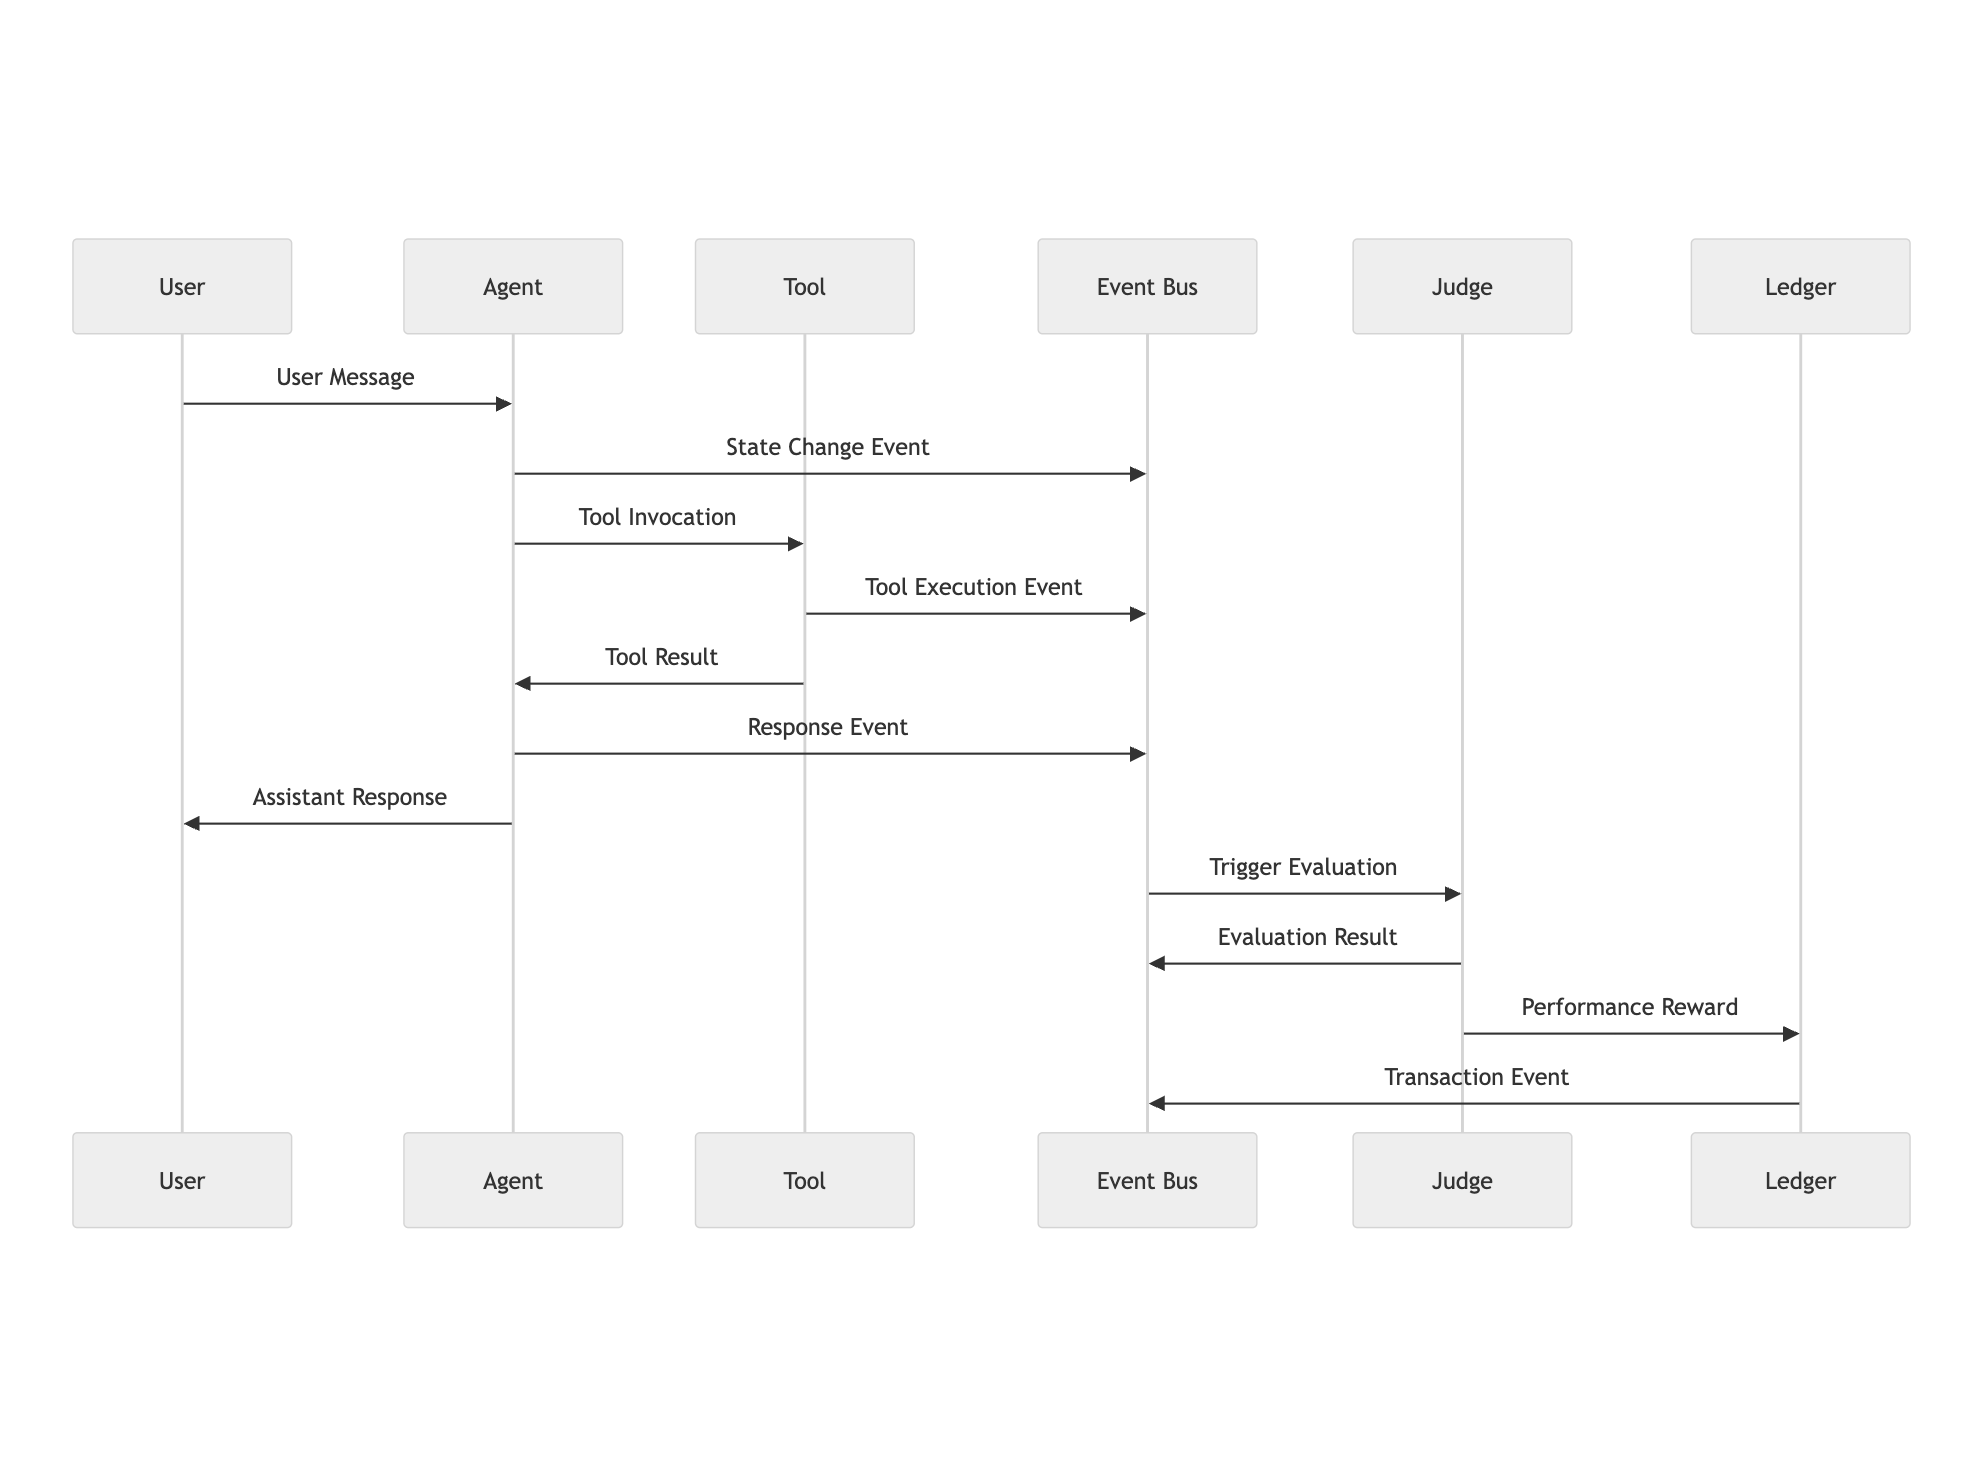 User
Agent
Tool
Event Bus
Judge
Ledger
User Message
State Change Event
Tool Invocation
Tool Execution Event
Tool Result
Response Event
Assistant Response
Trigger Evaluation
Evaluation Result
Performance Reward
Transaction Event
User
Agent
Tool
Event Bus
Judge
Ledger